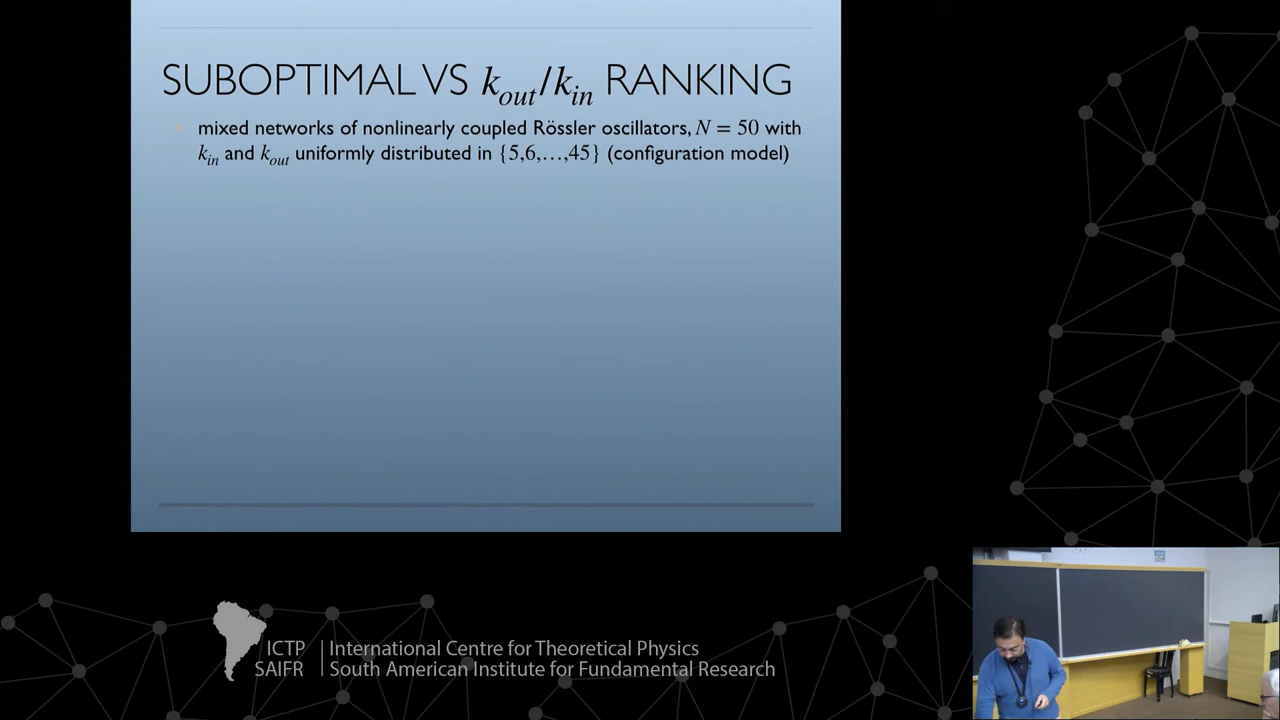 SUBOPTIMAL VS k_out/k_in RANKING
mixed networks of nonlinearly coupled Rössler oscillators, N = 50 with
k_in and k_out uniformly distributed in {5,6,…,45} (configuration model)
ICTP | International Centre for Theoretical Physics
SAIFR | South American Institute for Fundamental Research